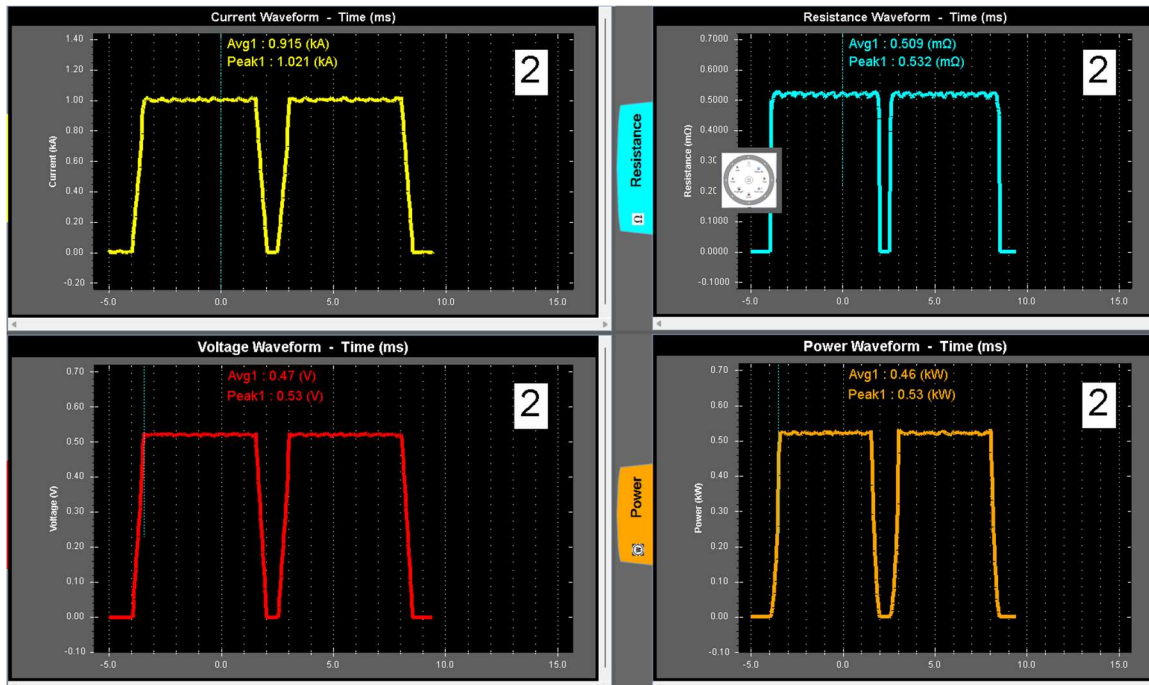 Current Waveform - Time (ms)
Avg1 : 0.915 (kA)
Peak1 : 1.021 (kA)
2
Current (kA)
1.40
1.20
1.00
0.80
0.60
0.40
0.20
0.00
-0.20
-5.0 0.0 5.0 10.0 15.0
Resistance
Ω
Resistance Waveform - Time (ms)
Avg1 : 0.509 (mΩ)
Peak1 : 0.532 (mΩ)
2
Resistance (mΩ)
0.7000
0.6000
0.5000
0.4000
0.1000
0.0000
-0.1000
-5.0 0.0 5.0 10.0 15.0
Voltage Waveform - Time (ms)
Avg1 : 0.47 (V)
Peak1 : 0.53 (V)
2
Voltage (V)
0.70
0.60
0.50
0.40
0.30
0.20
0.10
0.00
-0.10
-5.0 0.0 5.0 10.0 15.0
Power
Power Waveform - Time (ms)
Avg1 : 0.46 (kW)
Peak1 : 0.53 (kW)
2
Power (kW)
0.70
0.60
0.50
0.40
0.30
0.20
0.10
0.00
-0.10
-5.0 0.0 5.0 10.0 15.0